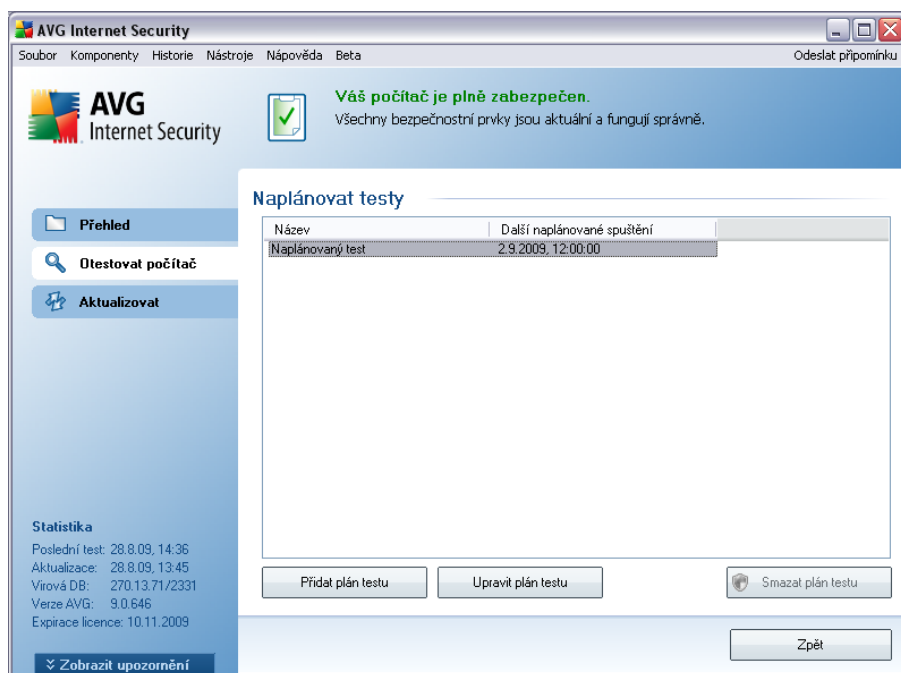 AVG Internet Security
Soubor Komponenty Historie Nástroje Nápověda Beta Odeslat připomínku
AVG
Internet Security
Váš počítač je plně zabezpečen.
Všechny bezpečnostní prvky jsou aktuální a fungují správně.
Přehled
Otestovat počítač
Aktualizovat
Naplánovat testy
Název Další naplánované spuštění
Naplánovaný test 2.9.2009, 12:00:00
Statistika
Poslední test: 28.8.09, 14:36
Aktualizace: 28.8.09, 13:45
Virová DB: 270.13.71/2331
Verze AVG: 9.0.646
Expirace licence: 10.11.2009
Přidat plán testu Upravit plán testu Smazat plán testu
Zpět
Zobrazit upozornění